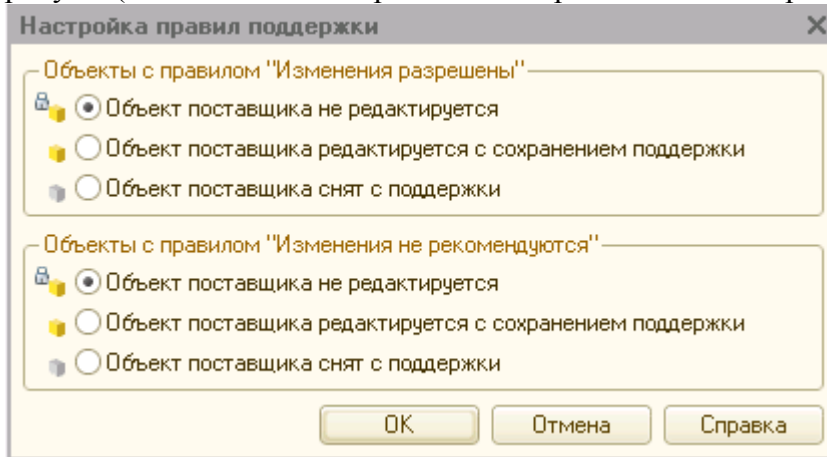 Настройка правил поддержки
Объекты с правилом "Изменения разрешены"
Объект поставщика не редактируется
Объект поставщика редактируется с сохранением поддержки
Объект поставщика снят с поддержки
Объекты с правилом "Изменения не рекомендуются"
Объект поставщика не редактируется
Объект поставщика редактируется с сохранением поддержки
Объект поставщика снят с поддержки
ОК Отмена Справка